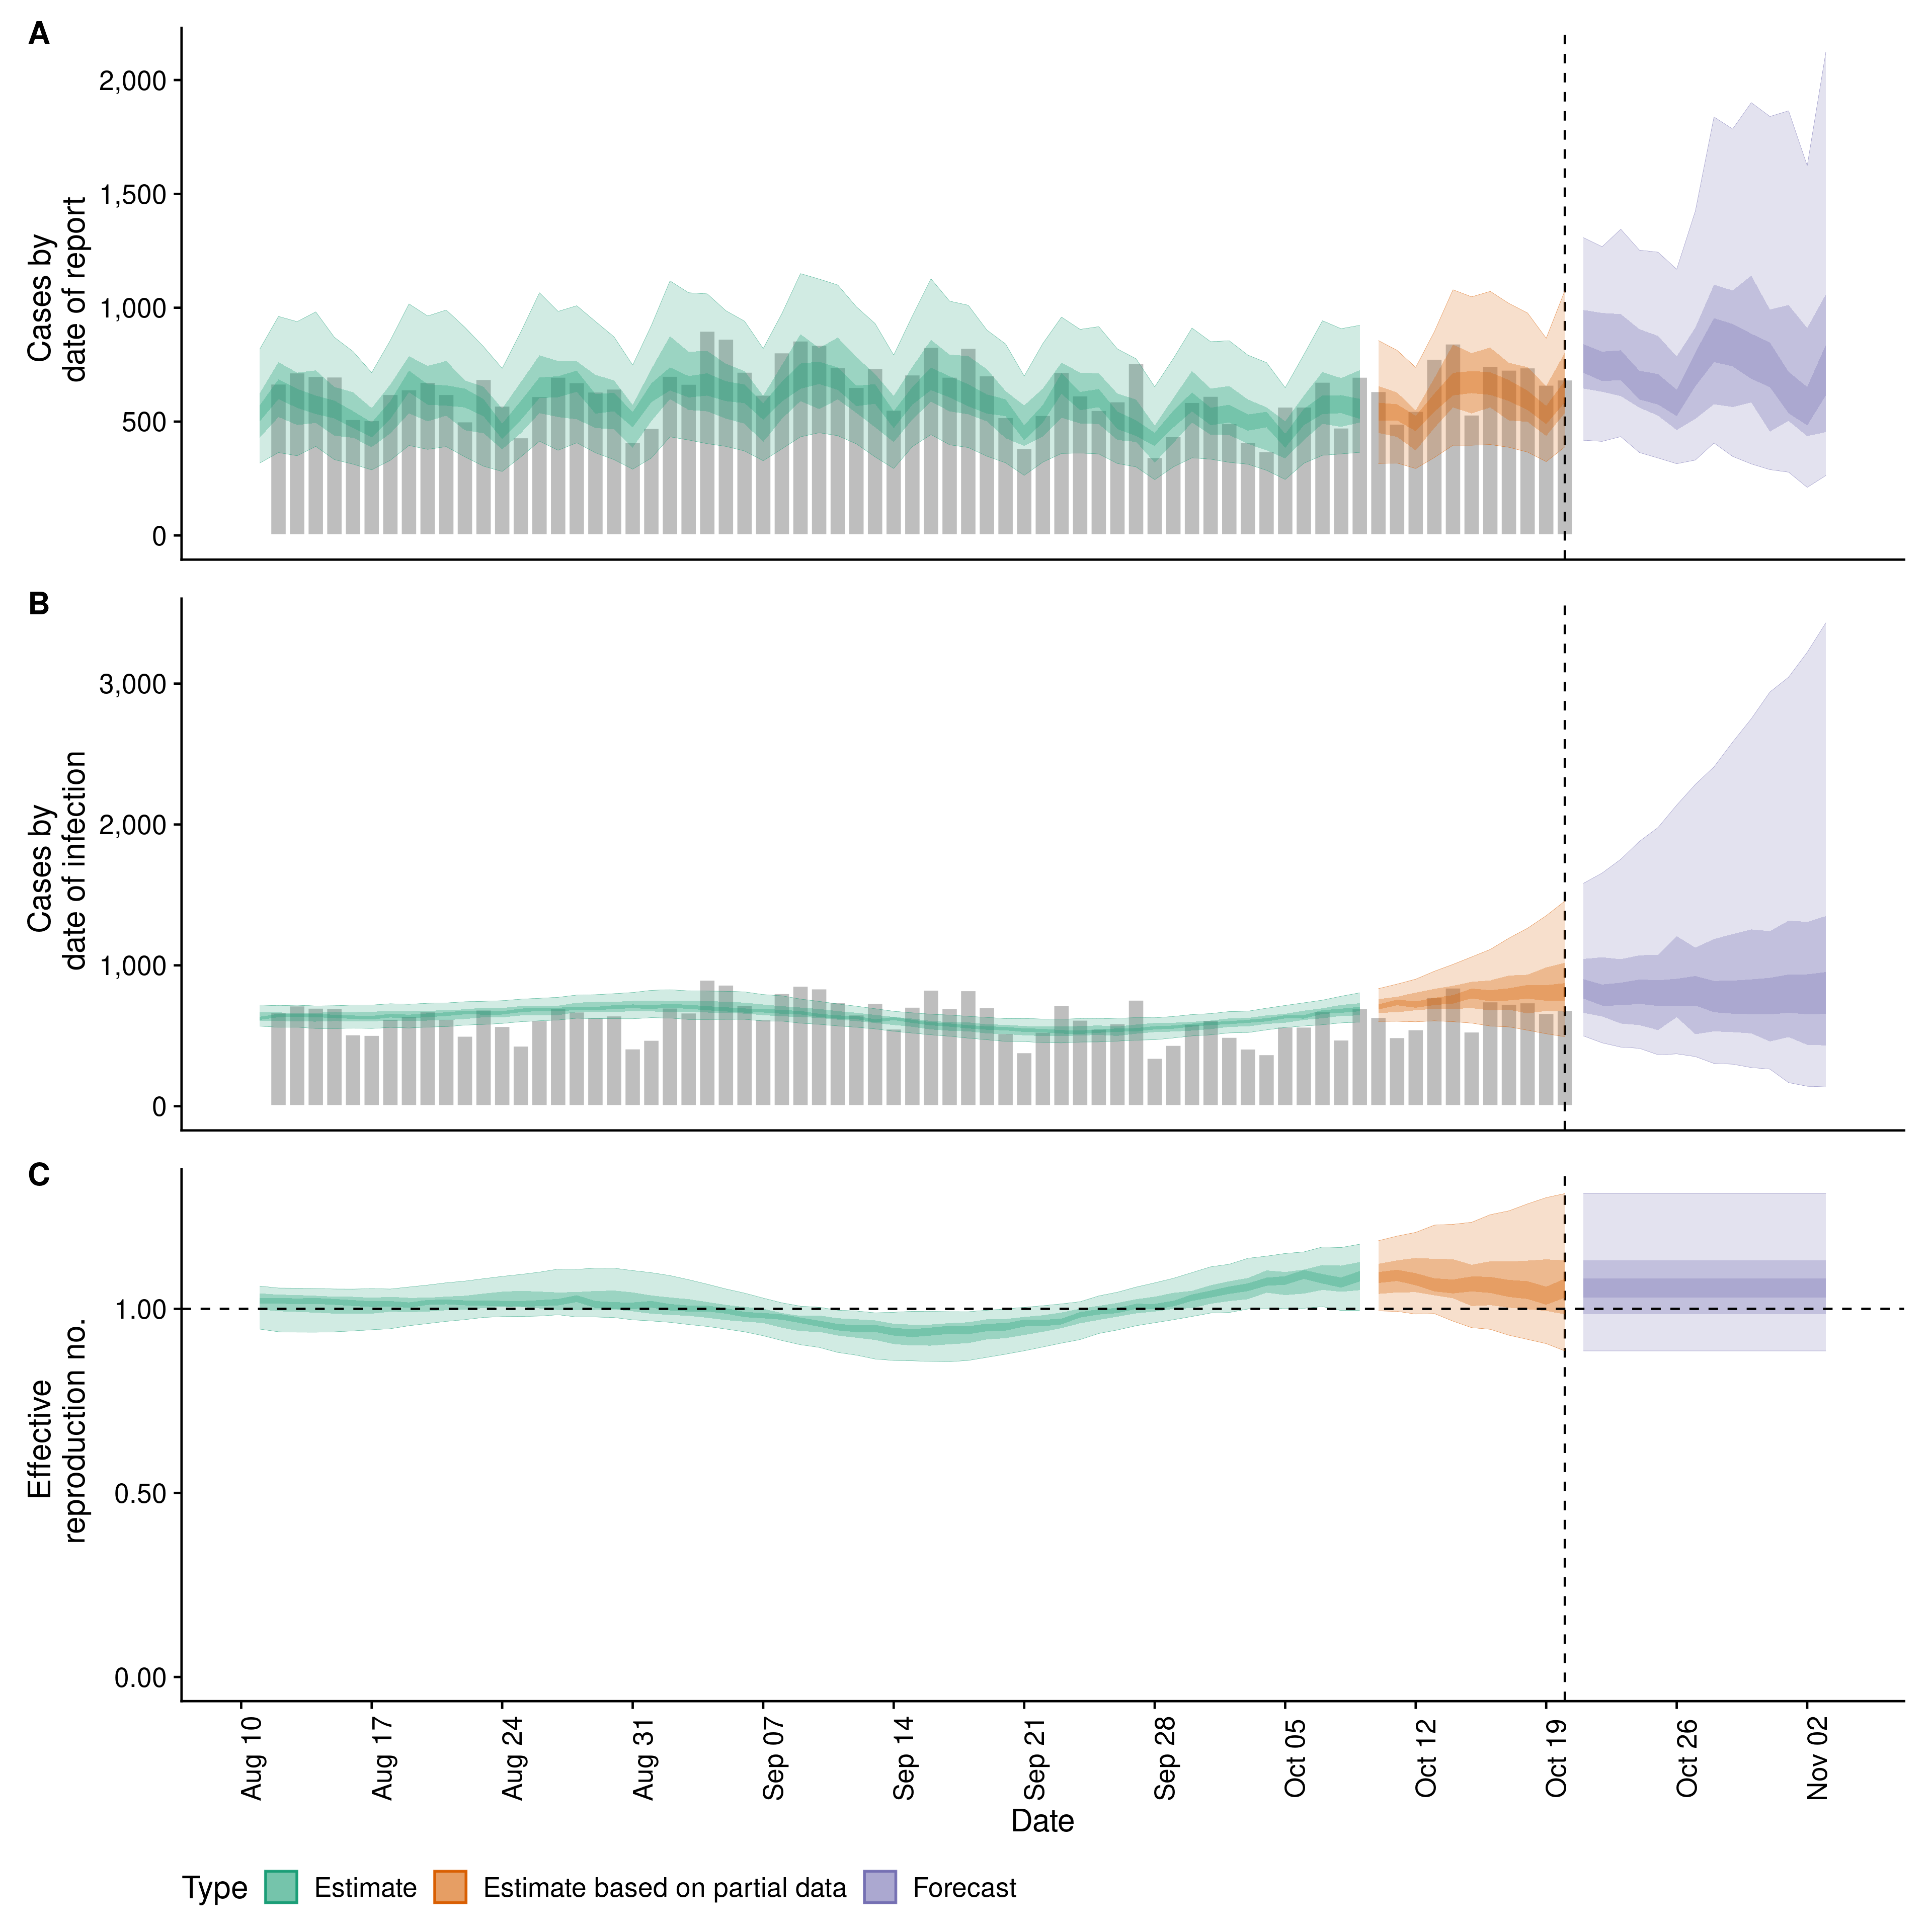 A
Cases by
date of report
2,000
1,500
1,000
500
0
B
Cases by
date of infection
3,000
2,000
1,000
0
C
Effective
reproduction no.
1.00
0.50
0.00
Aug 10
Aug 17
Aug 24
Aug 31
Sep 07
Sep 14
Sep 21
Sep 28
Oct 05
Oct 12
Oct 19
Oct 26
Nov 02
Date
Type Estimate Estimate based on partial data Forecast